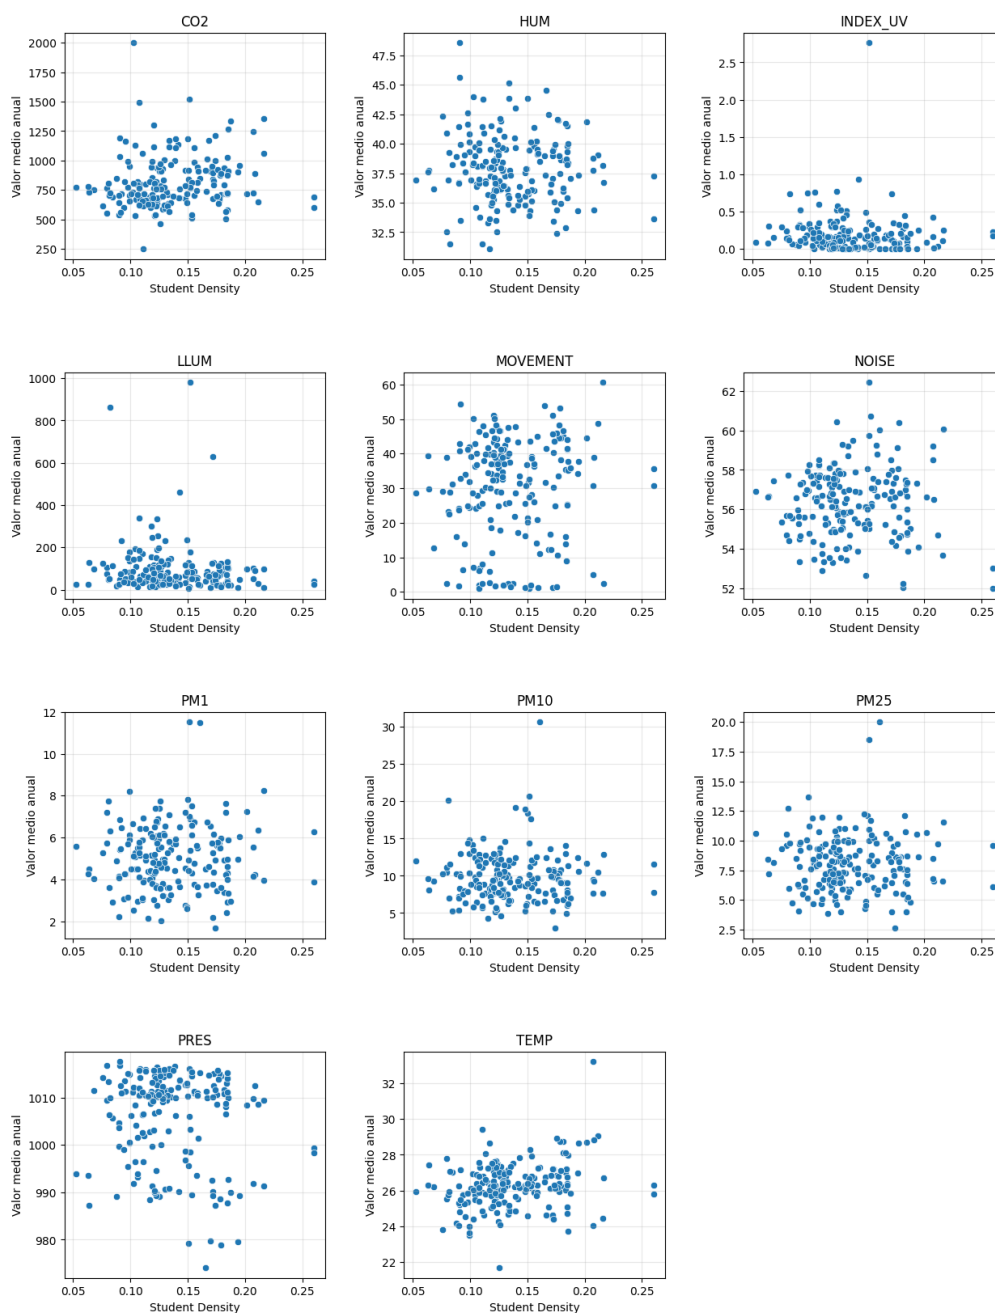 CO2
HUM
INDEX_UV
Valor medio anual
2000
1750
1500
1250
1000
750
500
250
0.05 0.10 0.15 0.20 0.25
Student Density
Valor medio anual
47.5
45.0
42.5
40.0
37.5
35.0
32.5
0.05 0.10 0.15 0.20 0.25
Student Density
Valor medio anual
2.5
2.0
1.5
1.0
0.5
0.0
0.05 0.10 0.15 0.20 0.25
Student Density
LLUM
MOVEMENT
NOISE
Valor medio anual
1000
800
600
400
200
0
0.05 0.10 0.15 0.20 0.25
Student Density
Valor medio anual
60
50
40
30
20
10
0
0.05 0.10 0.15 0.20 0.25
Student Density
Valor medio anual
62
60
58
56
54
52
0.05 0.10 0.15 0.20 0.25
Student Density
PM1
PM10
PM25
Valor medio anual
12
10
8
6
4
2
0.05 0.10 0.15 0.20 0.25
Student Density
Valor medio anual
30
25
20
15
10
5
0.05 0.10 0.15 0.20 0.25
Student Density
Valor medio anual
20.0
17.5
15.0
12.5
10.0
7.5
5.0
2.5
0.05 0.10 0.15 0.20 0.25
Student Density
PRES
TEMP
Valor medio anual
1010
1000
990
980
0.05 0.10 0.15 0.20 0.25
Student Density
Valor medio anual
32
30
28
26
24
22
0.05 0.10 0.15 0.20 0.25
Student Density